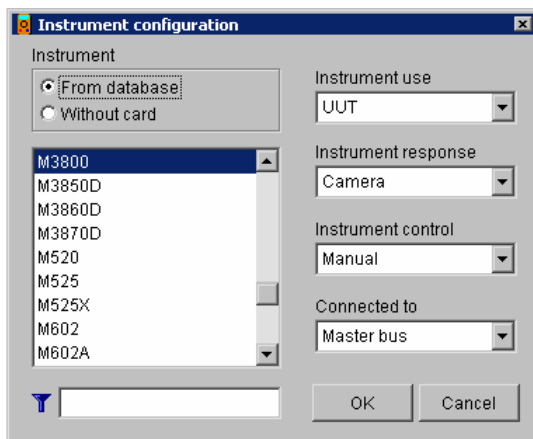 Instrument configuration
Instrument
From database
Without card
M3800
M3850D
M3860D
M3870D
M520
M525
M525X
M602
M602A
Instrument use
UUT
Instrument response
Camera
Instrument control
Manual
Connected to
Master bus
OK
Cancel